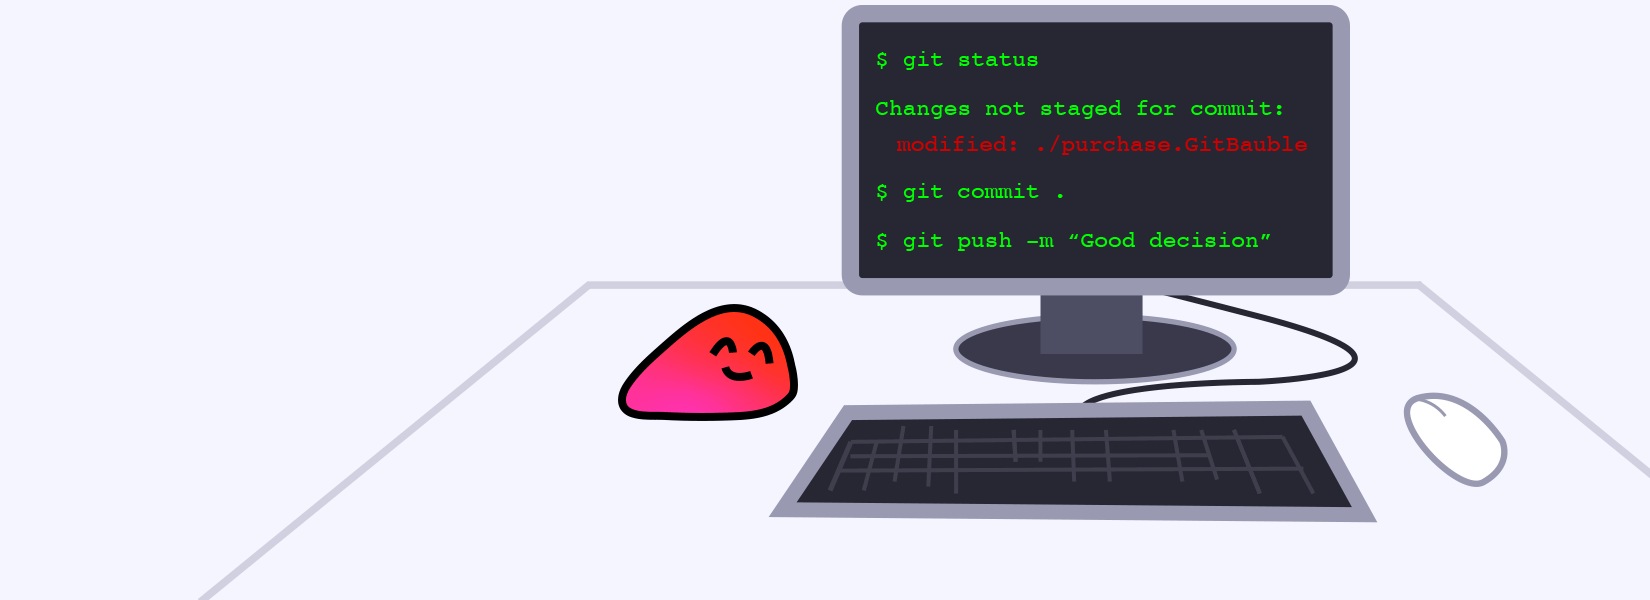 $ git status
Changes not staged for commit:
modified: ./purchase.GitBauble
$ git commit .
$ git push -m “Good decision”